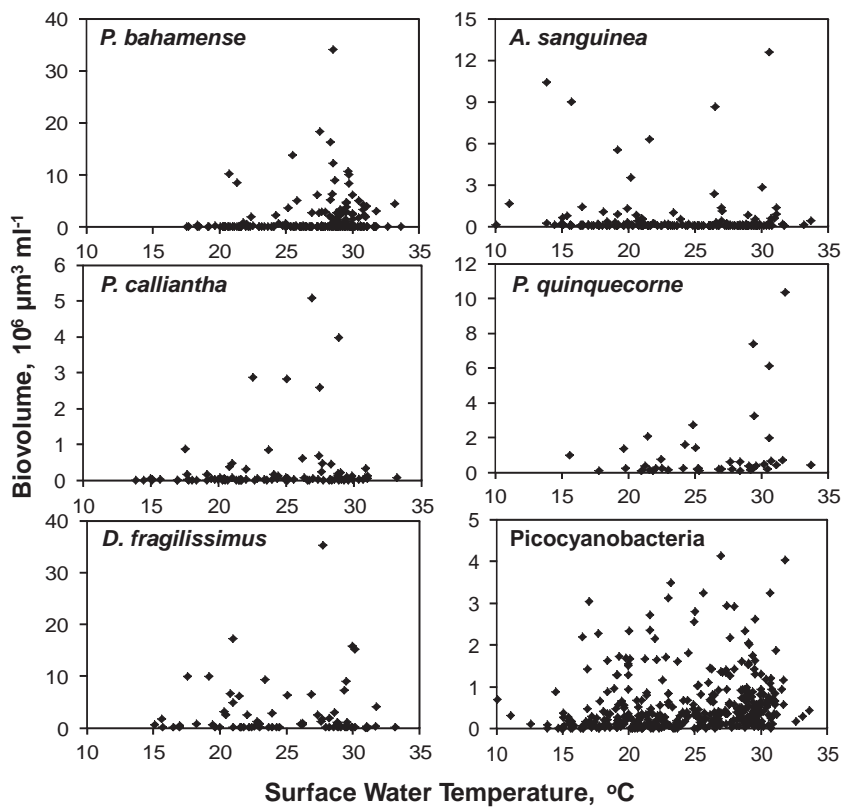 P. bahamense
40
30
20
10
0
10 15 20 25 30 35
A. sanguinea
15
12
9
6
3
0
10 15 20 25 30 35
P. calliantha
6
5
4
3
2
1
0
10 15 20 25 30 35
P. quinquecorne
12
10
8
6
4
2
0
10 15 20 25 30 35
D. fragilissimus
40
30
20
10
0
10 15 20 25 30 35
Picocyanobacteria
5
4
3
2
1
0
10 15 20 25 30 35
Biovolume, 10⁶ µm³ ml⁻¹
Surface Water Temperature, ᵒC